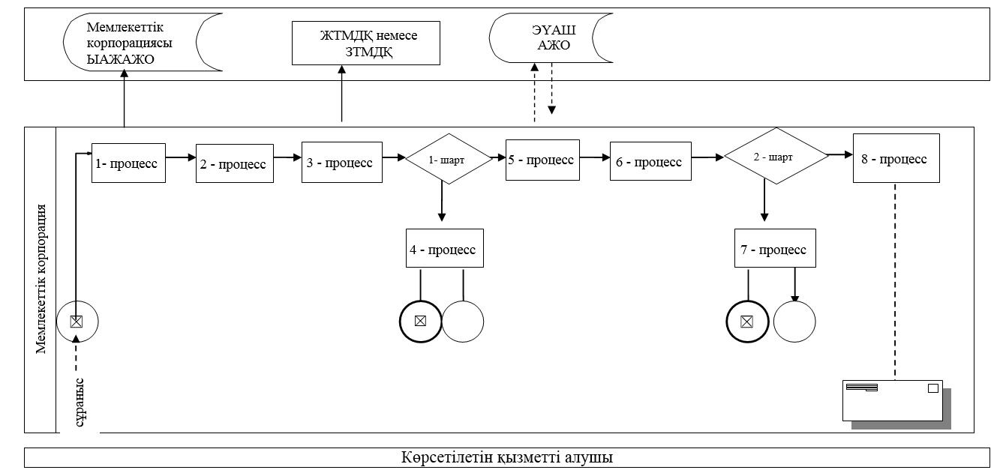 Мемлекеттік
корпорациясы
ЫАЖАЖО
ЖТМДҚ немесе
ЗТМДҚ
ЭҮАШ
АЖО
Мемлекеттік корпорация
1- процесс
2 - процесс
3 - процесс
1- шарт
5 - процесс
6 - процесс
2 - шарт
8 - процесс
4 - процесс
7 - процесс
сұраныс
Көрсетілетін қызметті алушы